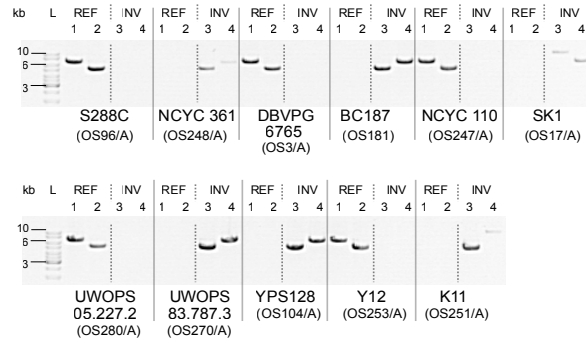 kb L REF INV REF INV REF INV REF INV REF INV REF INV
1 2 3 4 1 2 3 4 1 2 3 4 1 2 3 4 1 2 3 4 1 2 3 4
10
6
3
S288C NCYC 361 DBVPG BC187 NCYC 110 SK1
(OS96/A) (OS248/A) 6765 (OS181) (OS247/A) (OS17/A)
(OS3/A)
kb L REF INV REF INV REF INV REF INV REF INV
1 2 3 4 1 2 3 4 1 2 3 4 1 2 3 4 1 2 3 4
10
6
3
UWOPS UWOPS YPS128 Y12 K11
05.227.2 83.787.3 (OS104/A) (OS253/A) (OS251/A)
(OS280/A) (OS270/A)